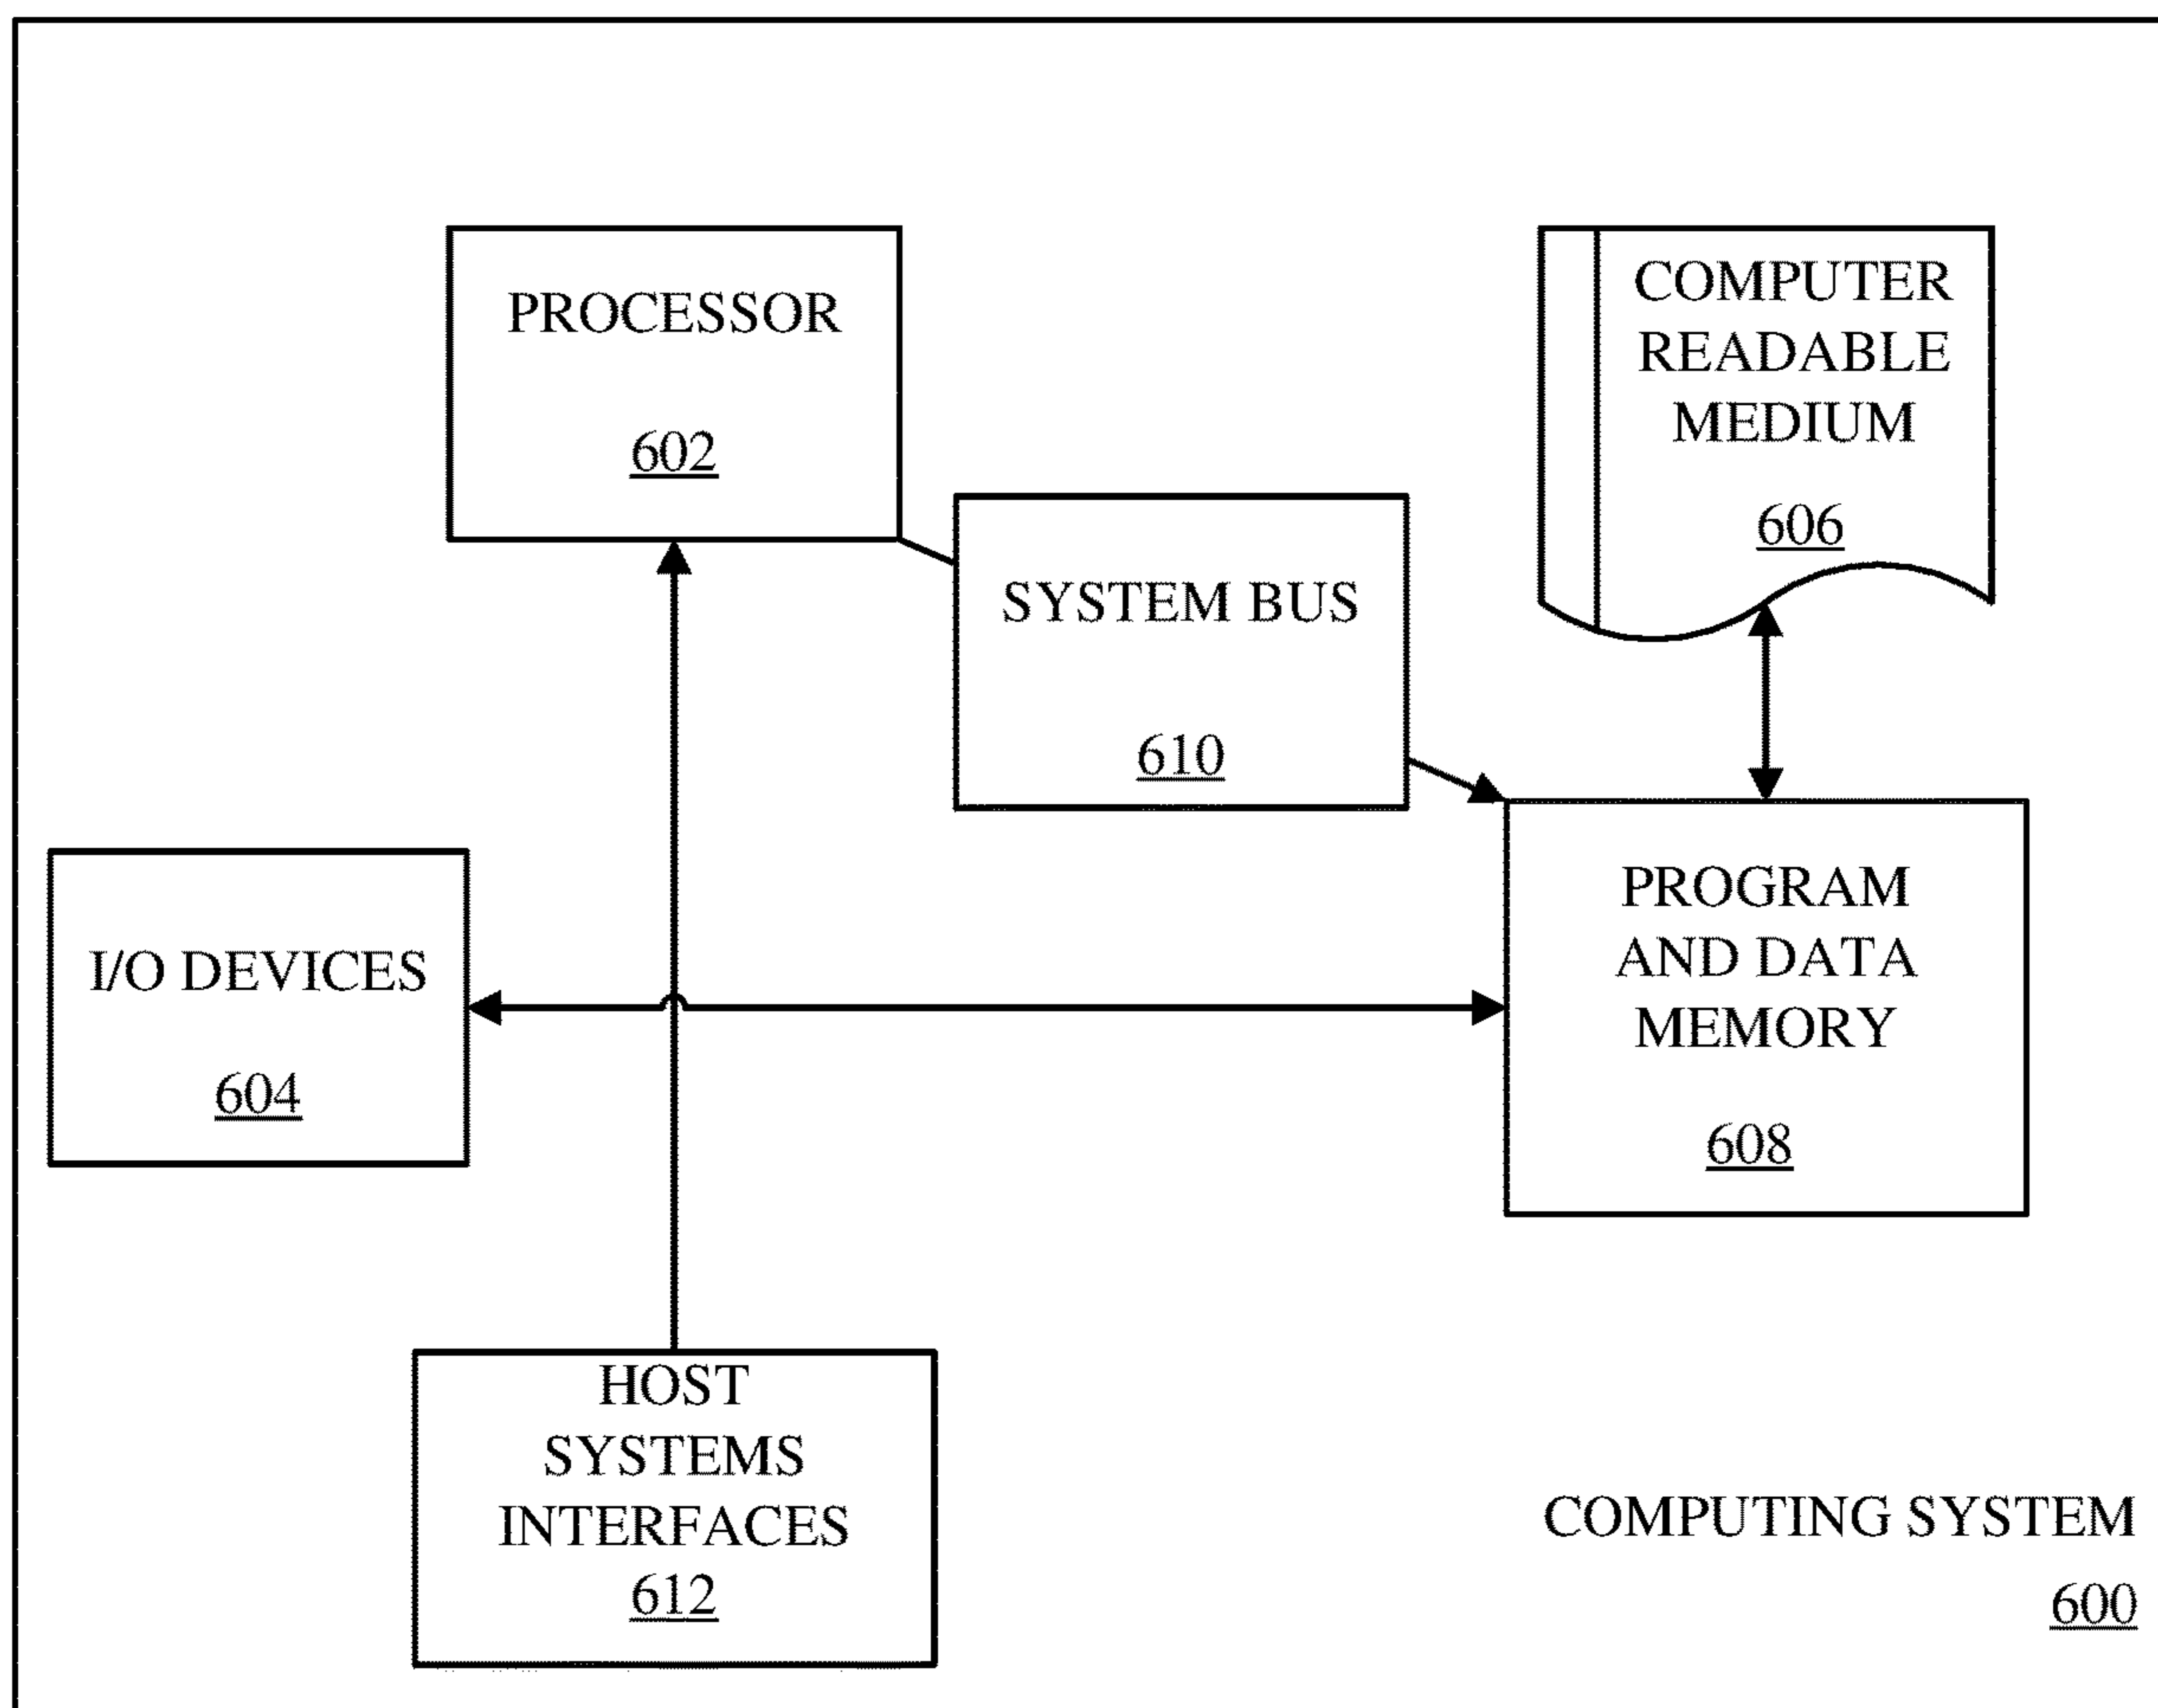 PROCESSOR
602
COMPUTER
READABLE
MEDIUM
606
SYSTEM BUS
610
I/O DEVICES
604
PROGRAM
AND DATA
MEMORY
608
HOST
SYSTEMS
INTERFACES
612
COMPUTING SYSTEM
600